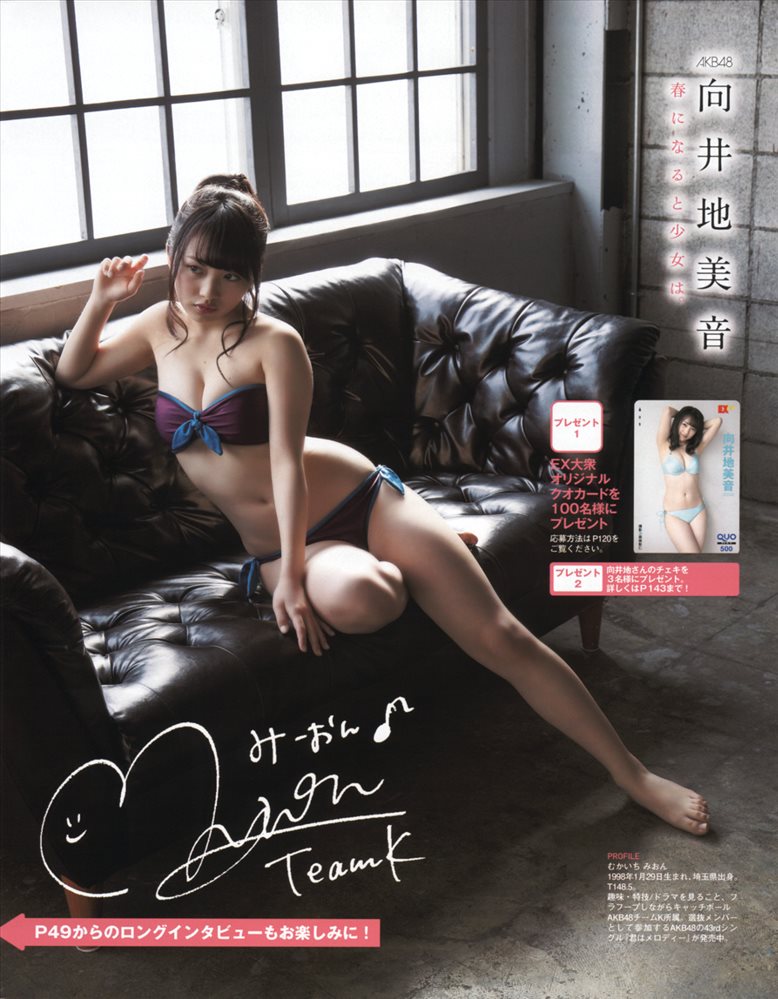 AKB48
向井地美音
春になると少女は、
プレゼント
1
EX大衆
オリジナル
クオカードを
100名様に
プレゼント
応募方法はP120を
ご覧ください。
EX
向井地美音
QUO
500
プレゼント
2
向井地さんのチェキを
3名様にプレゼント。
詳しくはP143まで!
みーおん♪
TeamK
PROFILE
むかいち みおん
1998年1月29日生まれ、埼玉県出身。
T148.5。
趣味・特技/ドラマを見ること、フ
ラフープしながらキャッチボール
AKB48チームK所属。選抜メンバー
として参加するAKB48の43rdシン
グル『君はメロディー』が発売中。
P49からのロングインタビューもお楽しみに!